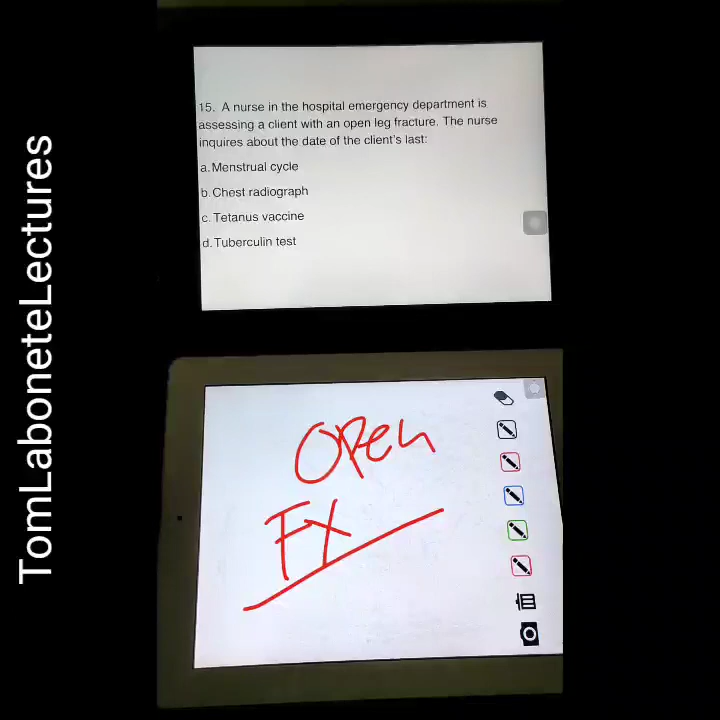 TomLaboneteLectures
15. A nurse in the hospital emergency department is
assessing a client with an open leg fracture. The nurse
inquires about the date of the client's last:
a. Menstrual cycle
b. Chest radiograph
c. Tetanus vaccine
d. Tuberculin test
Open
FX